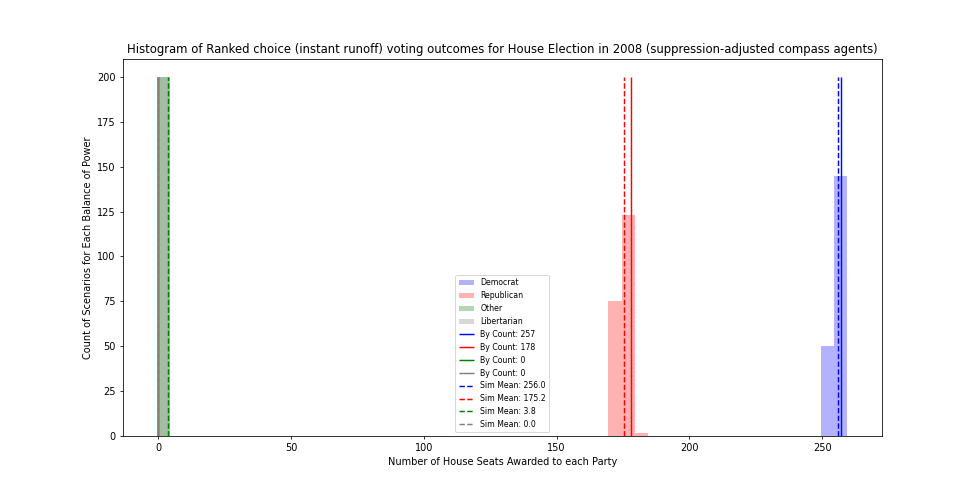 Histogram of Ranked choice (instant runoff) voting outcomes for House Election in 2008 (suppression-adjusted compass agents)
Count of Scenarios for Each Balance of Power
200
175
150
125
100
75
50
25
0
Democrat
Republican
Other
Libertarian
By Count: 257
By Count: 178
By Count: 0
By Count: 0
Sim Mean: 256.0
Sim Mean: 175.2
Sim Mean: 3.8
Sim Mean: 0.0
0
50
100
150
200
250
Number of House Seats Awarded to each Party